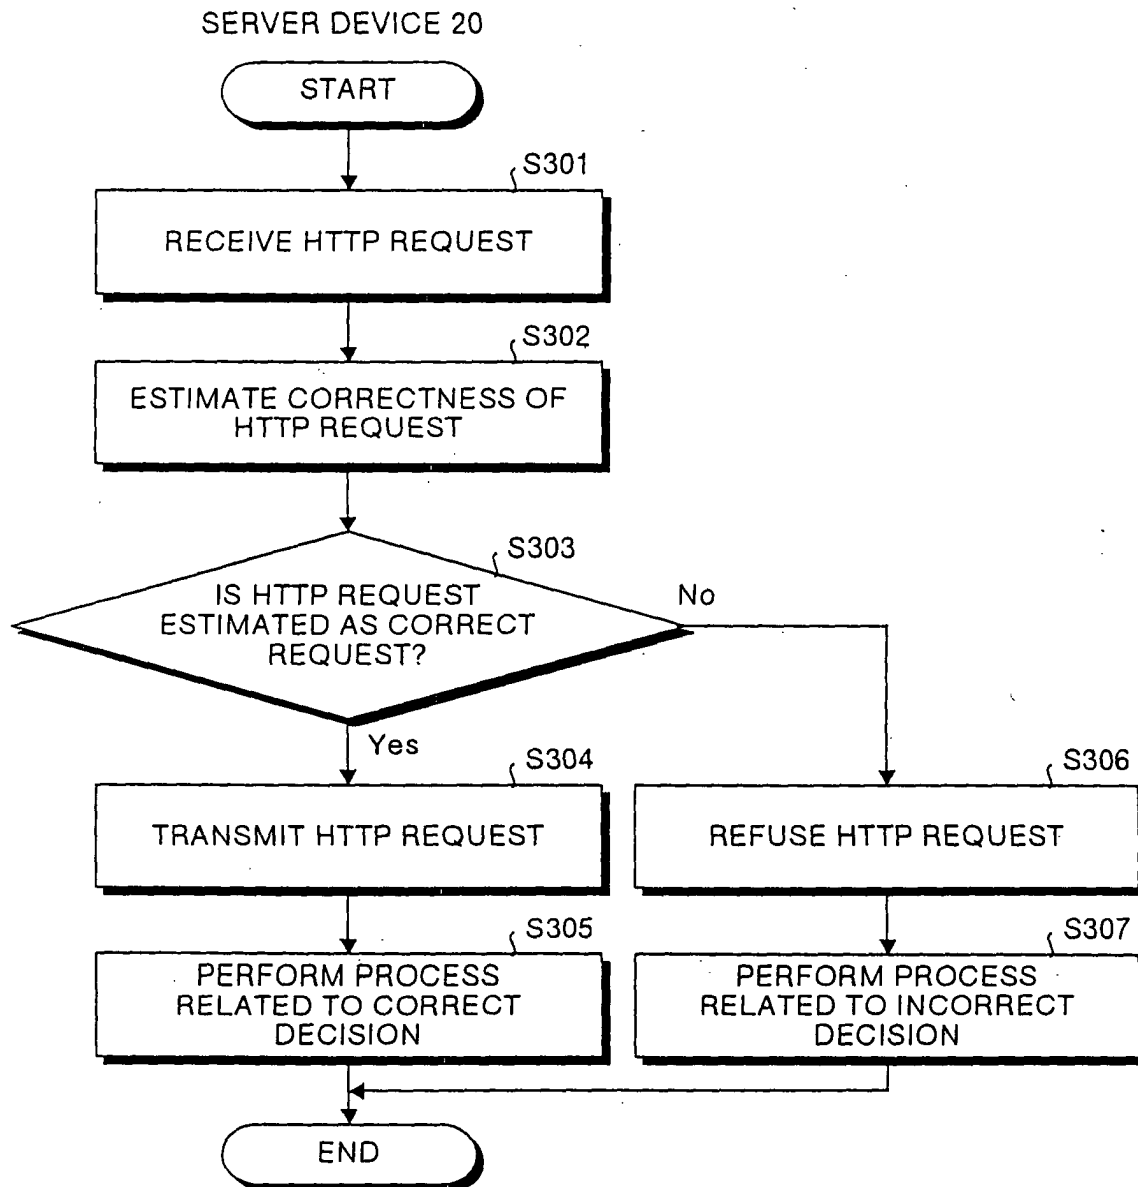 SERVER DEVICE 20
START
S301
RECEIVE HTTP REQUEST
S302
ESTIMATE CORRECTNESS OF
HTTP REQUEST
S303
IS HTTP REQUEST
ESTIMATED AS CORRECT
REQUEST?
No
Yes
S304
TRANSMIT HTTP REQUEST
S306
REFUSE HTTP REQUEST
S305
PERFORM PROCESS
RELATED TO CORRECT
DECISION
S307
PERFORM PROCESS
RELATED TO INCORRECT
DECISION
END